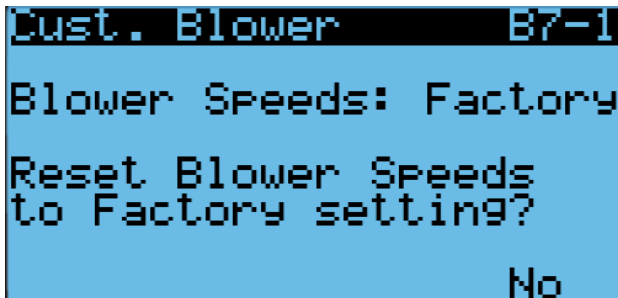 Cust. Blower B7-1
Blower Speeds: Factory
Reset Blower Speeds
to Factory setting?
No